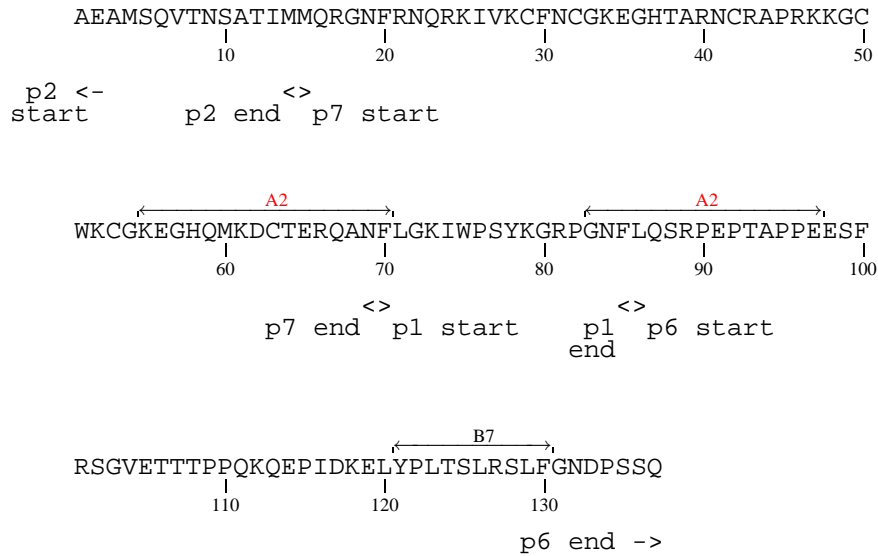 AEAMSQVTNSATIMMQRGNFRNQRKIVKCFNCGKEGHTARNCRAPRKKGC
10 20 30 40 50
p2 <- <>
start p2 end p7 start
A2 A2
WKCGKEGHQMKDCTERQANFLGKIWPSYKGRPGNFLQSRPEPTAPPEESF
60 70 80 90 100
<> <>
p7 end p1 start p1 p6 start
end
B7
RSGVETTTPPQKQEPIDKELYPLTSLRSLFGNDPSSQ
110 120 130
p6 end ->